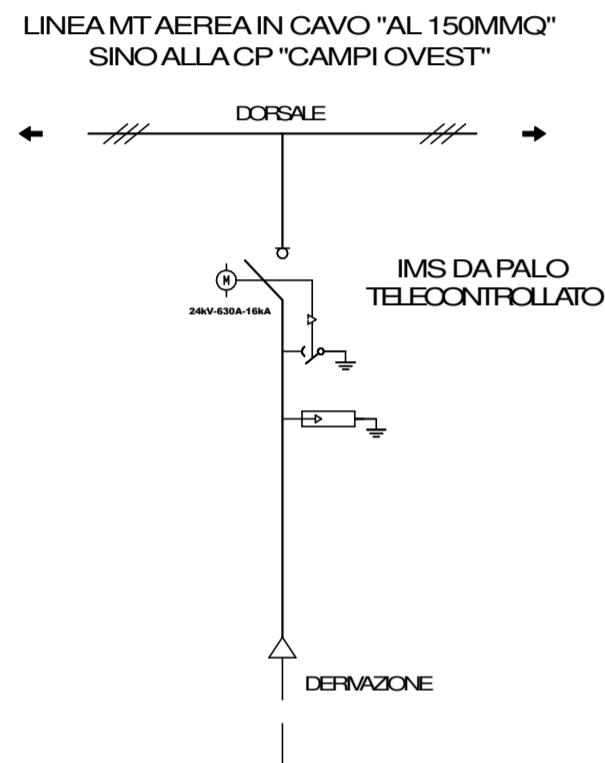 LINEA MT AEREA IN CAVO "AL 150MMQ"
SINO ALLA CP "CAMPI OVEST"
DORSALE
M
IMS DA PALO
TELECONTROLLATO
24kV-630A-16kA
DERIVAZIONE